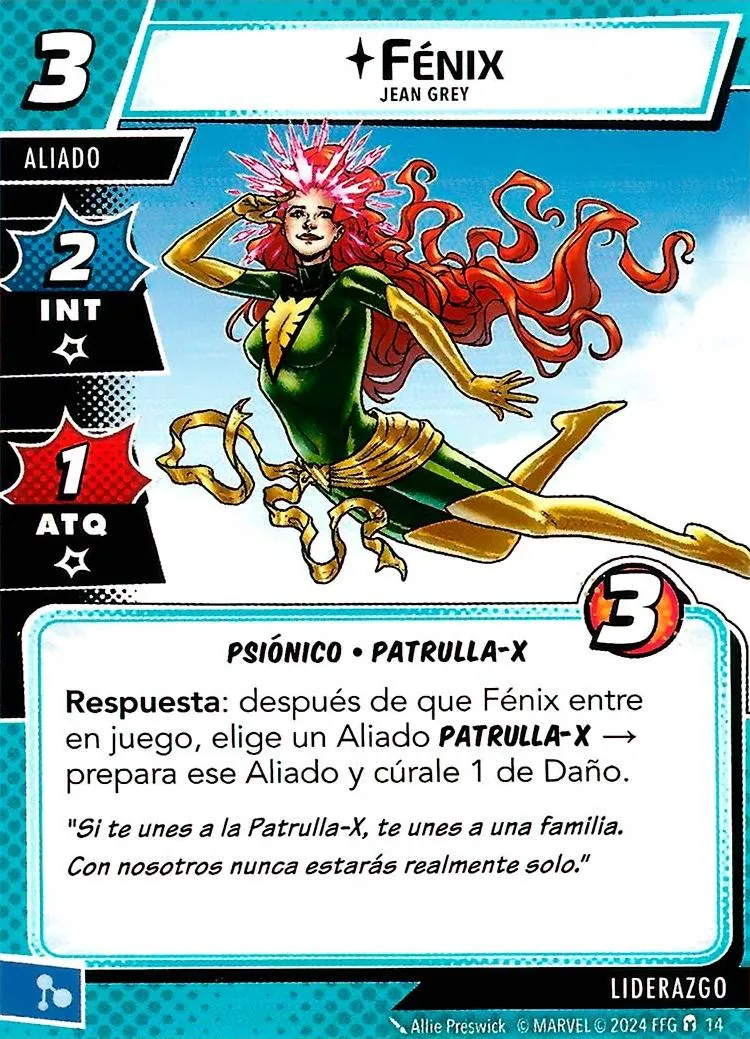 3
FÉNIX
JEAN GREY
ALIADO
2
INT
1
ATQ
3
PSIÓNICO • PATRULLA-X
Respuesta: después de que Fénix entre
en juego, elige un Aliado PATRULLA-X →
prepara ese Aliado y cúrale 1 de Daño.
"Si te unes a la Patrulla-X, te unes a una familia.
Con nosotros nunca estarás realmente solo."
LIDERAZGO
Allie Preswick © MARVEL © 2024 FFG 14